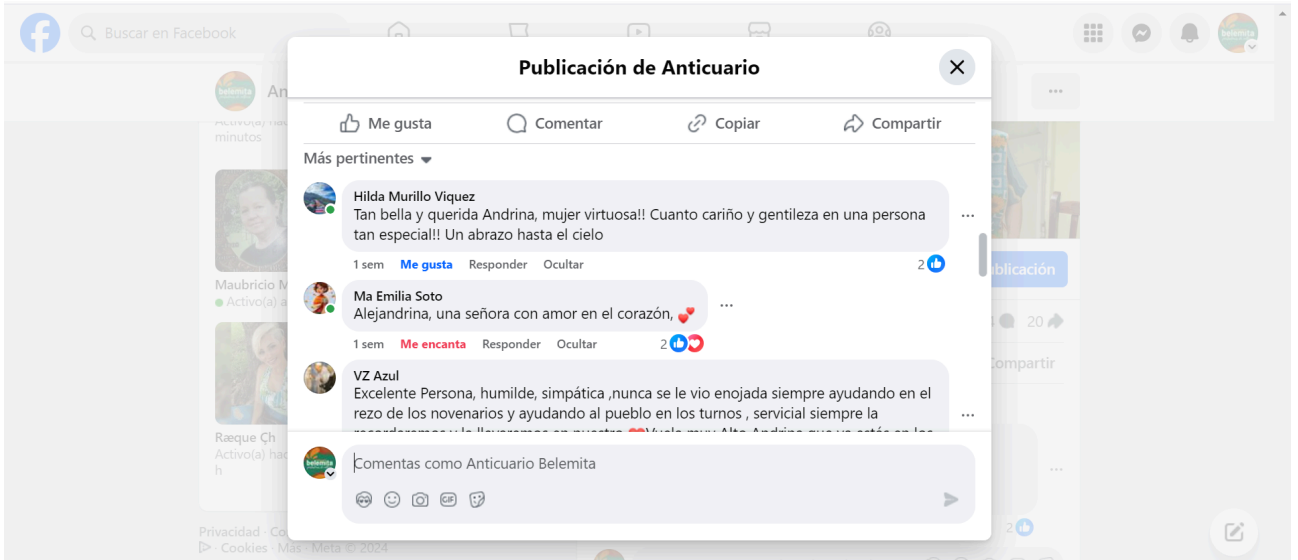 Buscar en Facebook
belemita
Publicación de Anticuario
belemita
An
Activo(a) hac
minutos
Me gusta
Comentar
Copiar
Compartir
Más pertinentes
Hilda Murillo Viquez
Tan bella y querida Andrina, mujer virtuosa!! Cuanto cariño y gentileza en una persona
tan especial!! Un abrazo hasta el cielo
1 sem Me gusta Responder Ocultar 2
Maubricio M
Activo(a) a
blicación
Ma Emilia Soto
Alejandrina, una señora con amor en el corazón, 💕
1 sem Me encanta Responder Ocultar 2
20
ompartir
VZ Azul
Excelente Persona, humilde, simpática ,nunca se le vio enojada siempre ayudando en el
rezo de los novenarios y ayudando al pueblo en los turnos , servicial siempre la
Ræque Çh
Activo(a) hac
h
belemita
Comentas como Anticuario Belemita
GIF
Privacidad · Co
Cookies · Más · Meta © 2024
2